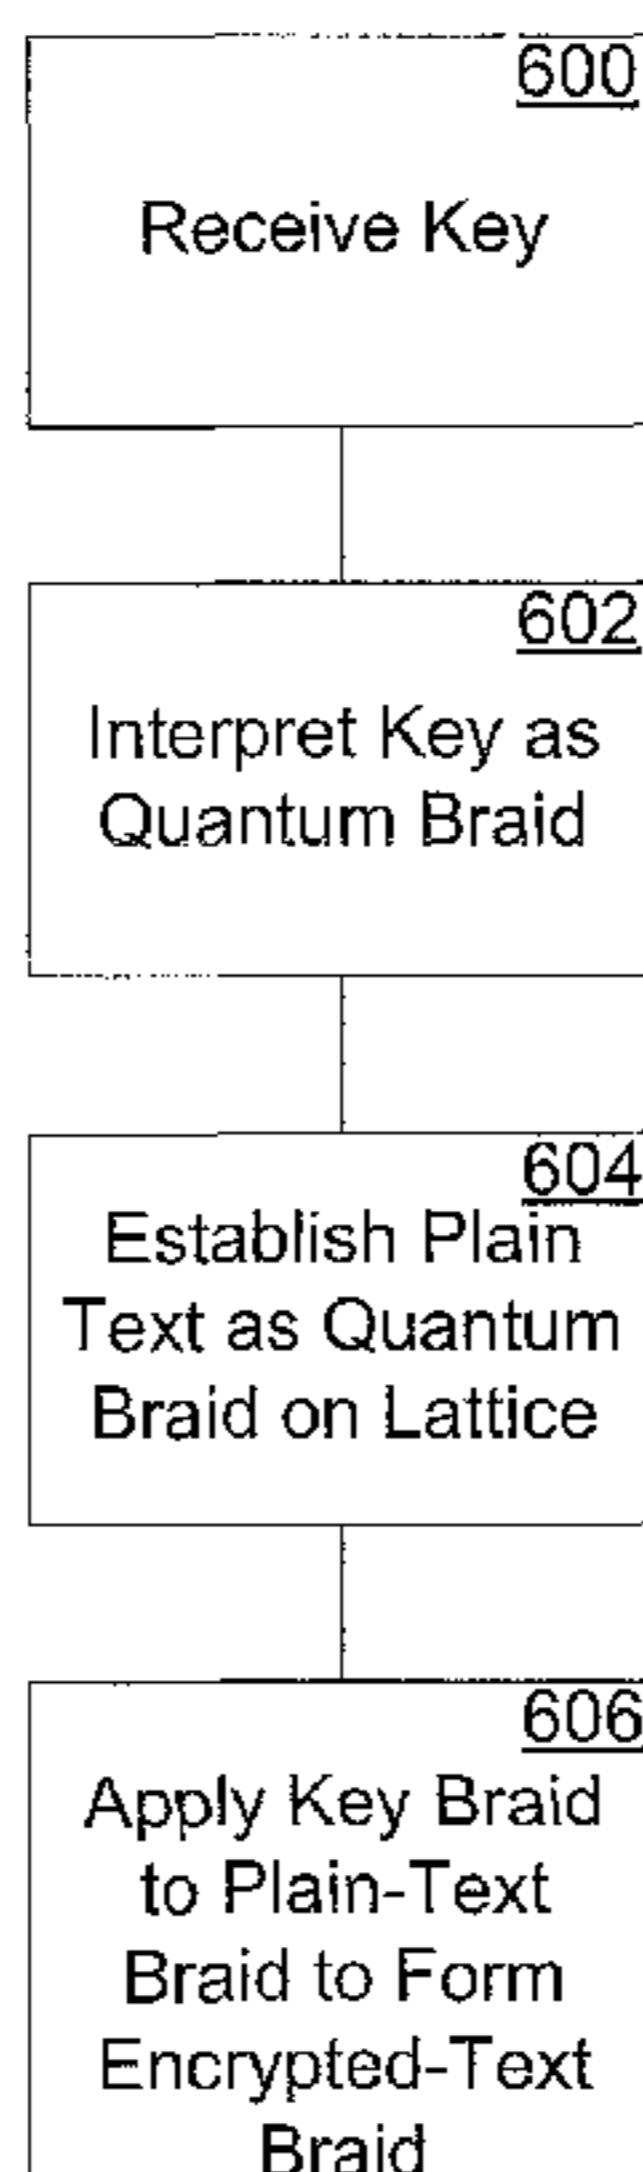 600
Receive Key
602
Interpret Key as
Quantum Braid
604
Establish Plain
Text as Quantum
Braid on Lattice
606
Apply Key Braid
to Plain-Text
Braid to Form
Encrypted-Text
Braid